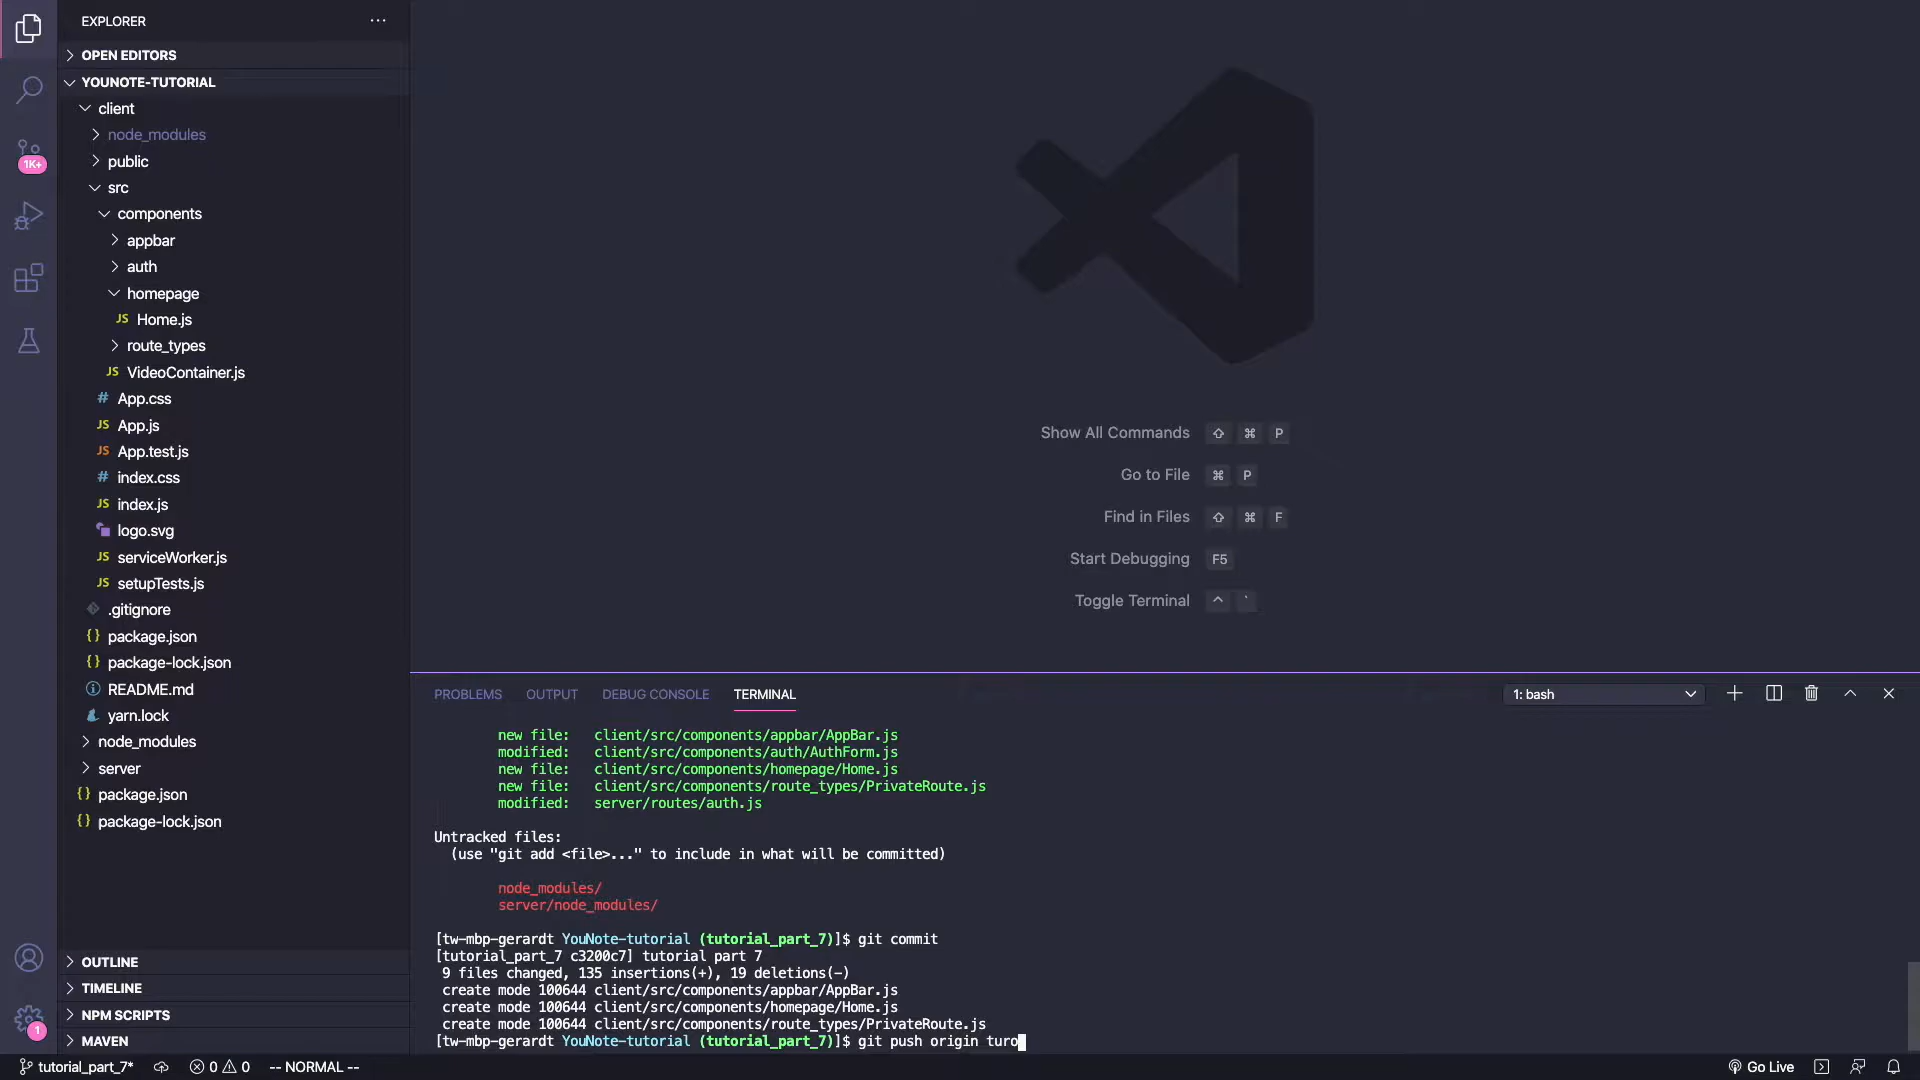 EXPLORER
OPEN EDITORS
YOUNOTE-TUTORIAL
client
node_modules
public
src
components
appbar
auth
homepage
JS Home.js
route_types
JS VideoContainer.js
# App.css
JS App.js
JS App.test.js
# index.css
JS index.js
logo.svg
JS serviceWorker.js
JS setupTests.js
.gitignore
{} package.json
{} package-lock.json
README.md
yarn.lock
node_modules
server
{} package.json
{} package-lock.json
OUTLINE
TIMELINE
NPM SCRIPTS
MAVEN
1K+
1
Show All Commands ⇧ ⌘ P
Go to File ⌘ P
Find in Files ⇧ ⌘ F
Start Debugging F5
Toggle Terminal ^ `
PROBLEMS OUTPUT DEBUG CONSOLE TERMINAL 1: bash
new file: client/src/components/appbar/AppBar.js
modified: client/src/components/auth/AuthForm.js
new file: client/src/components/homepage/Home.js
new file: client/src/components/route_types/PrivateRoute.js
modified: server/routes/auth.js
Untracked files:
(use "git add <file>..." to include in what will be committed)
node_modules/
server/node_modules/
[tw-mbp-gerardt YouNote-tutorial (tutorial_part_7)]$ git commit
[tutorial_part_7 c3200c7] tutorial part 7
9 files changed, 135 insertions(+), 19 deletions(-)
create mode 100644 client/src/components/appbar/AppBar.js
create mode 100644 client/src/components/homepage/Home.js
create mode 100644 client/src/components/route_types/PrivateRoute.js
[tw-mbp-gerardt YouNote-tutorial (tutorial_part_7)]$ git push origin turo
tutorial_part_7* 0 0 -- NORMAL -- Go Live